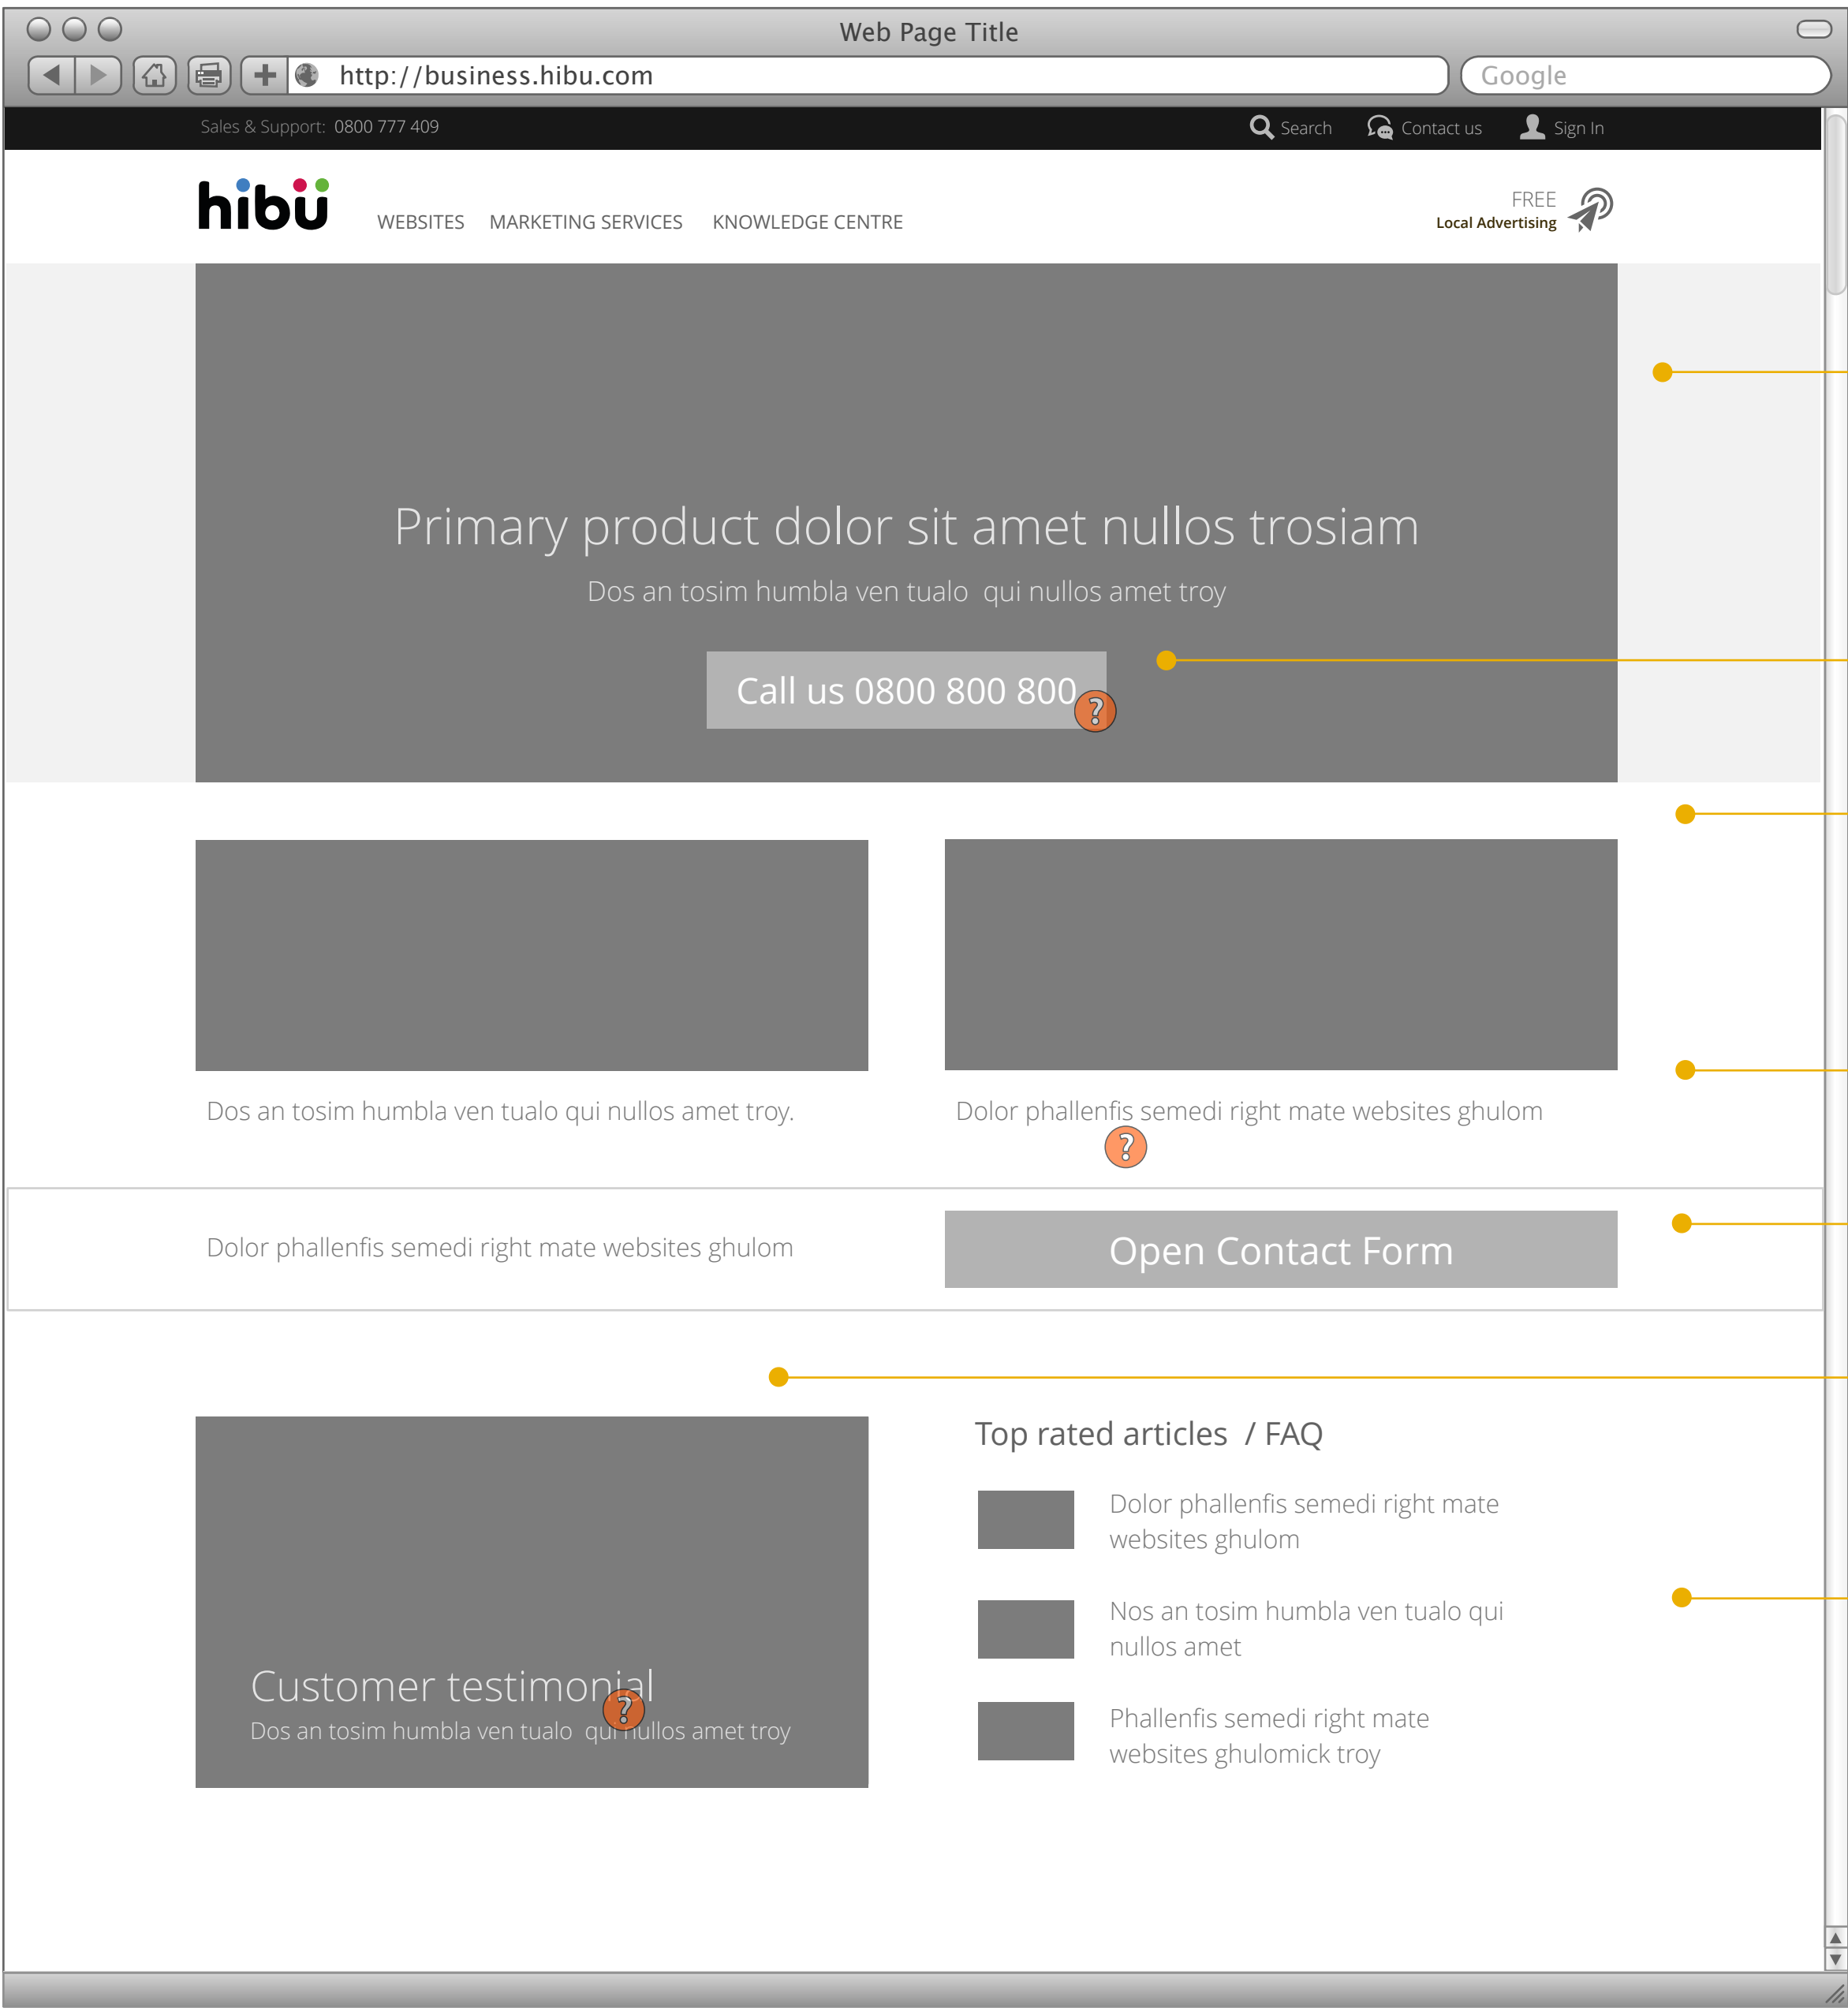 Web Page Title
http://business.hibu.com
Google
Sales & Support: 0800 777 409
Search
Contact us
Sign In
hibü
WEBSITES
MARKETING SERVICES
KNOWLEDGE CENTRE
FREE
Local Advertising
Primary product dolor sit amet nullos trosiam
Dos an tosim humbla ven tualo qui nullos amet troy
Call us 0800 800 800
?
Dos an tosim humbla ven tualo qui nullos amet troy.
Dolor phallenfis semedi right mate websites ghulom
?
Dolor phallenfis semedi right mate websites ghulom
Open Contact Form
Customer testimonial
?
Dos an tosim humbla ven tualo qui nullos amet troy
Top rated articles / FAQ
Dolor phallenfis semedi right mate
websites ghulom
Nos an tosim humbla ven tualo qui
nullos amet
Phallenfis semedi right mate
websites ghulomick troy